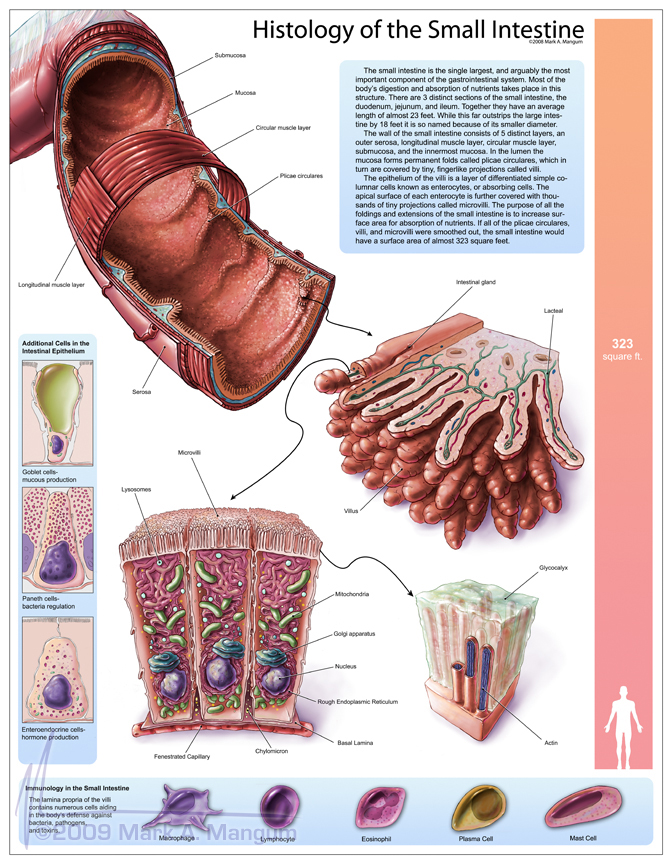 Histology of the Small Intestine
©2008 Mark A. Mangum
The small intestine is the single largest, and arguably the most
important component of the gastrointestinal system. Most of the
body's digestion and absorption of nutrients takes place in this
structure. There are 3 distinct sections of the small intestine, the
duodenum, jejunum, and ileum. Together they have an average
length of almost 23 feet. While this far outstrips the large intes-
tine by 18 feet it is so named because of its smaller diameter.
The wall of the small intestine consists of 5 distinct layers, an
outer serosa, longitudinal muscle layer, circular muscle layer,
submucosa, and the innermost mucosa. In the lumen the
mucosa forms permanent folds called plicae circulares, which in
turn are covered by tiny, fingerlike projections called villi.
The epithelium of the villi is a layer of differentiated simple co-
lumnar cells known as enterocytes, or absorbing cells. The
apical surface of each enterocyte is further covered with thou-
sands of tiny projections called microvilli. The purpose of all the
foldings and extensions of the small intestine is to increase sur-
face area for absorption of nutrients. If all of the plicae circulares,
villi, and microvilli were smoothed out, the small intestine would
have a surface area of almost 323 square feet.
Submucosa
Mucosa
Circular muscle layer
Plicae circulares
Longitudinal muscle layer
Serosa
Intestinal gland
Lacteal
Villus
323
square ft.
Additional Cells in the
Intestinal Epithelium
Goblet cells-
mucous production
Paneth cells-
bacteria regulation
Enteroendocrine cells-
hormone production
Microvilli
Lysosomes
Mitochondria
Golgi apparatus
Nucleus
Rough Endoplasmic Reticulum
Basal Lamina
Chylomicron
Fenestrated Capillary
Glycocalyx
Actin
Immunology in the Small Intestine
The lamina propria of the villi
contains numerous cells aiding
in the body's defense against
bacteria, pathogens,
and toxins.
Macrophage
Lymphocyte
Eosinophil
Plasma Cell
Mast Cell
©2009 Mark A. Mangum